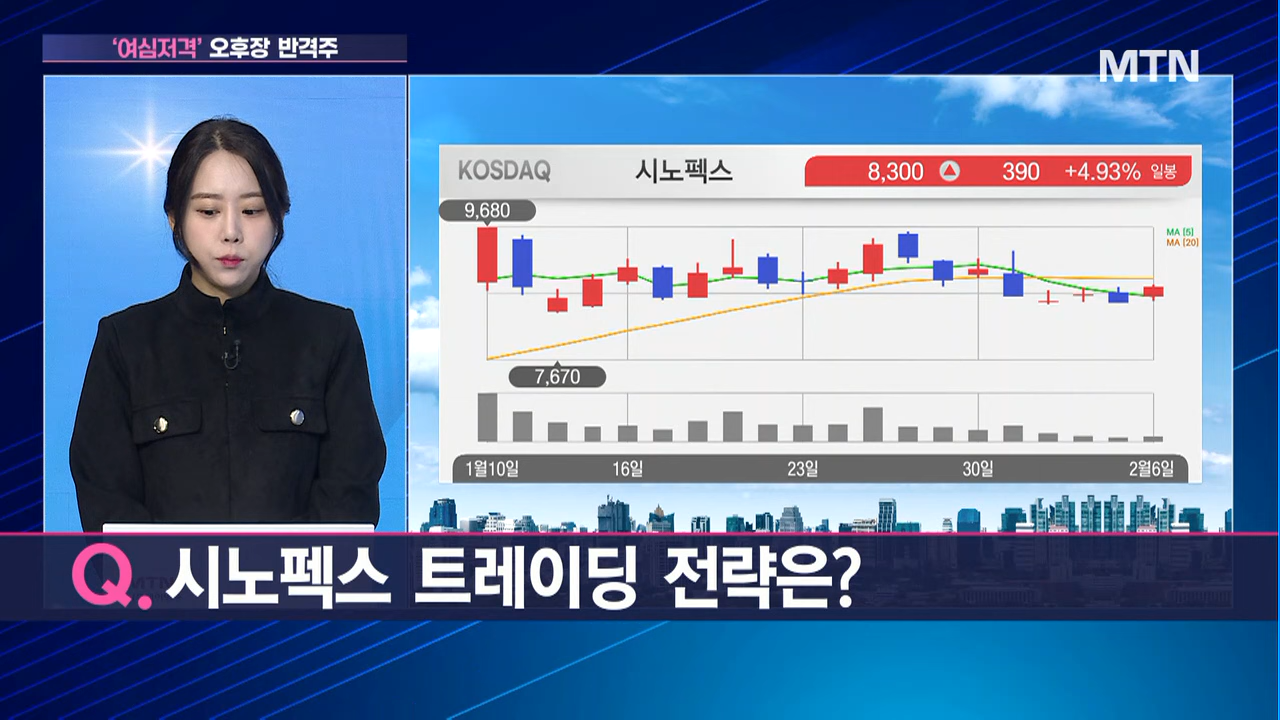 ‘여심저격’ 오후장 반격주
MTN
KOSDAQ 시노펙스 8,300 ▲ 390 +4.93% 일봉
9,680
MA [5]
MA [20]
7,670
1월10일 16일 23일 30일 2월6일
Q. 시노펙스 트레이딩 전략은?